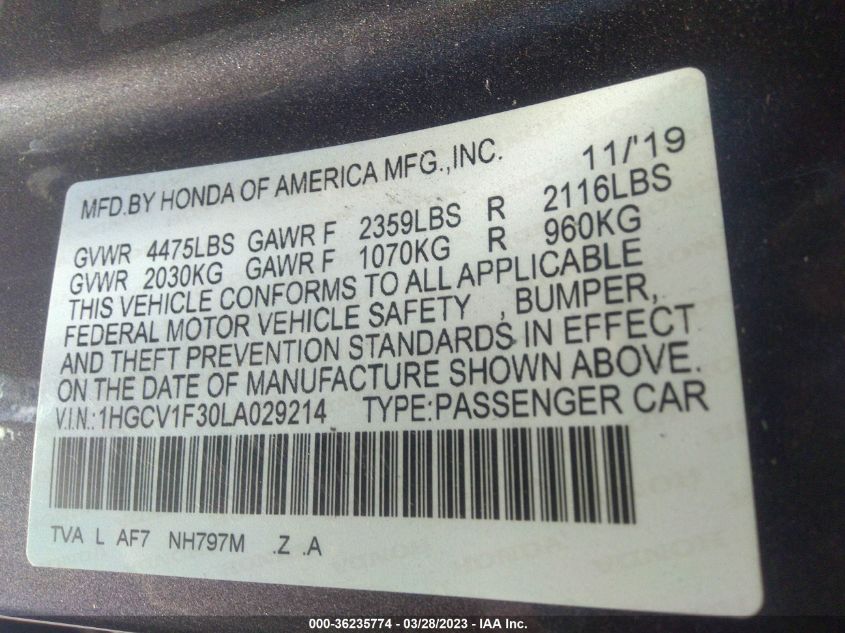 MFD.BY HONDA OF AMERICA MFG.,INC. 11/'19
GVWR 4475LBS GAWR F 2359LBS R 2116LBS
GVWR 2030KG GAWR F 1070KG R 960KG
THIS VEHICLE CONFORMS TO ALL APPLICABLE
FEDERAL MOTOR VEHICLE SAFETY , BUMPER,
AND THEFT PREVENTION STANDARDS IN EFFECT
ON THE DATE OF MANUFACTURE SHOWN ABOVE.
V.I.N.:1HGCV1F30LA029214 TYPE:PASSENGER CAR
TVA L AF7 NH797M .Z .A
000-36235774 - 03/28/2023 - IAA Inc.